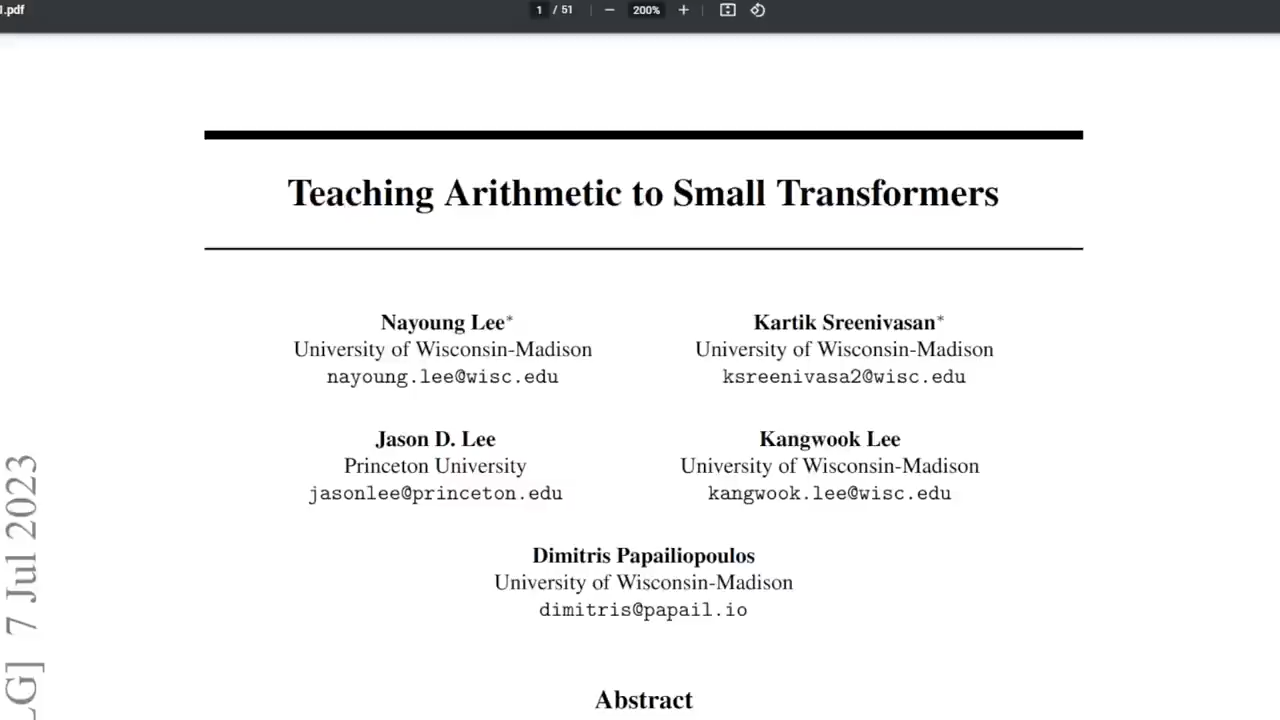 1.pdf
1 / 51
200%
Teaching Arithmetic to Small Transformers
Nayoung Lee*
University of Wisconsin-Madison
nayoung.lee@wisc.edu
Kartik Sreenivasan*
University of Wisconsin-Madison
ksreenivasa2@wisc.edu
Jason D. Lee
Princeton University
jasonlee@princeton.edu
Kangwook Lee
University of Wisconsin-Madison
kangwook.lee@wisc.edu
Dimitris Papailiopoulos
University of Wisconsin-Madison
dimitris@papail.io
LG] 7 Jul 2023
Abstract